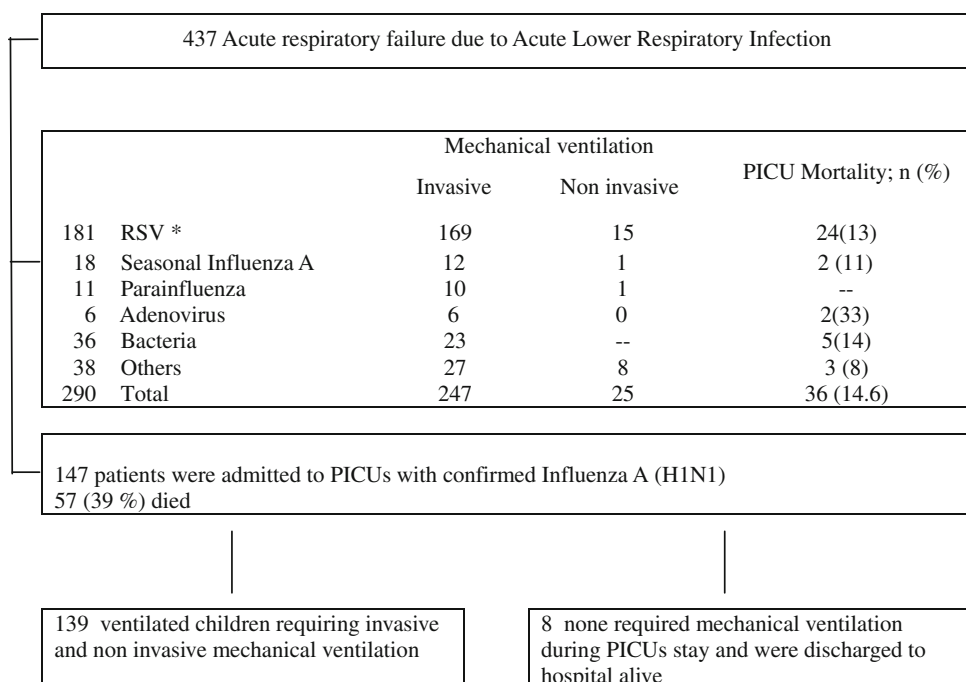 437 Acute respiratory failure due to Acute Lower Respiratory Infection
Mechanical ventilation
PICU Mortality; n (%)
Invasive Non invasive
181 RSV * 169 15 24(13)
18 Seasonal Influenza A 12 1 2 (11)
11 Parainfluenza 10 1 --
6 Adenovirus 6 0 2(33)
36 Bacteria 23 -- 5(14)
38 Others 27 8 3 (8)
290 Total 247 25 36 (14.6)
147 patients were admitted to PICUs with confirmed Influenza A (H1N1)
57 (39 %) died
139 ventilated children requiring invasive
and non invasive mechanical ventilation
8 none required mechanical ventilation
during PICUs stay and were discharged to
hospital alive